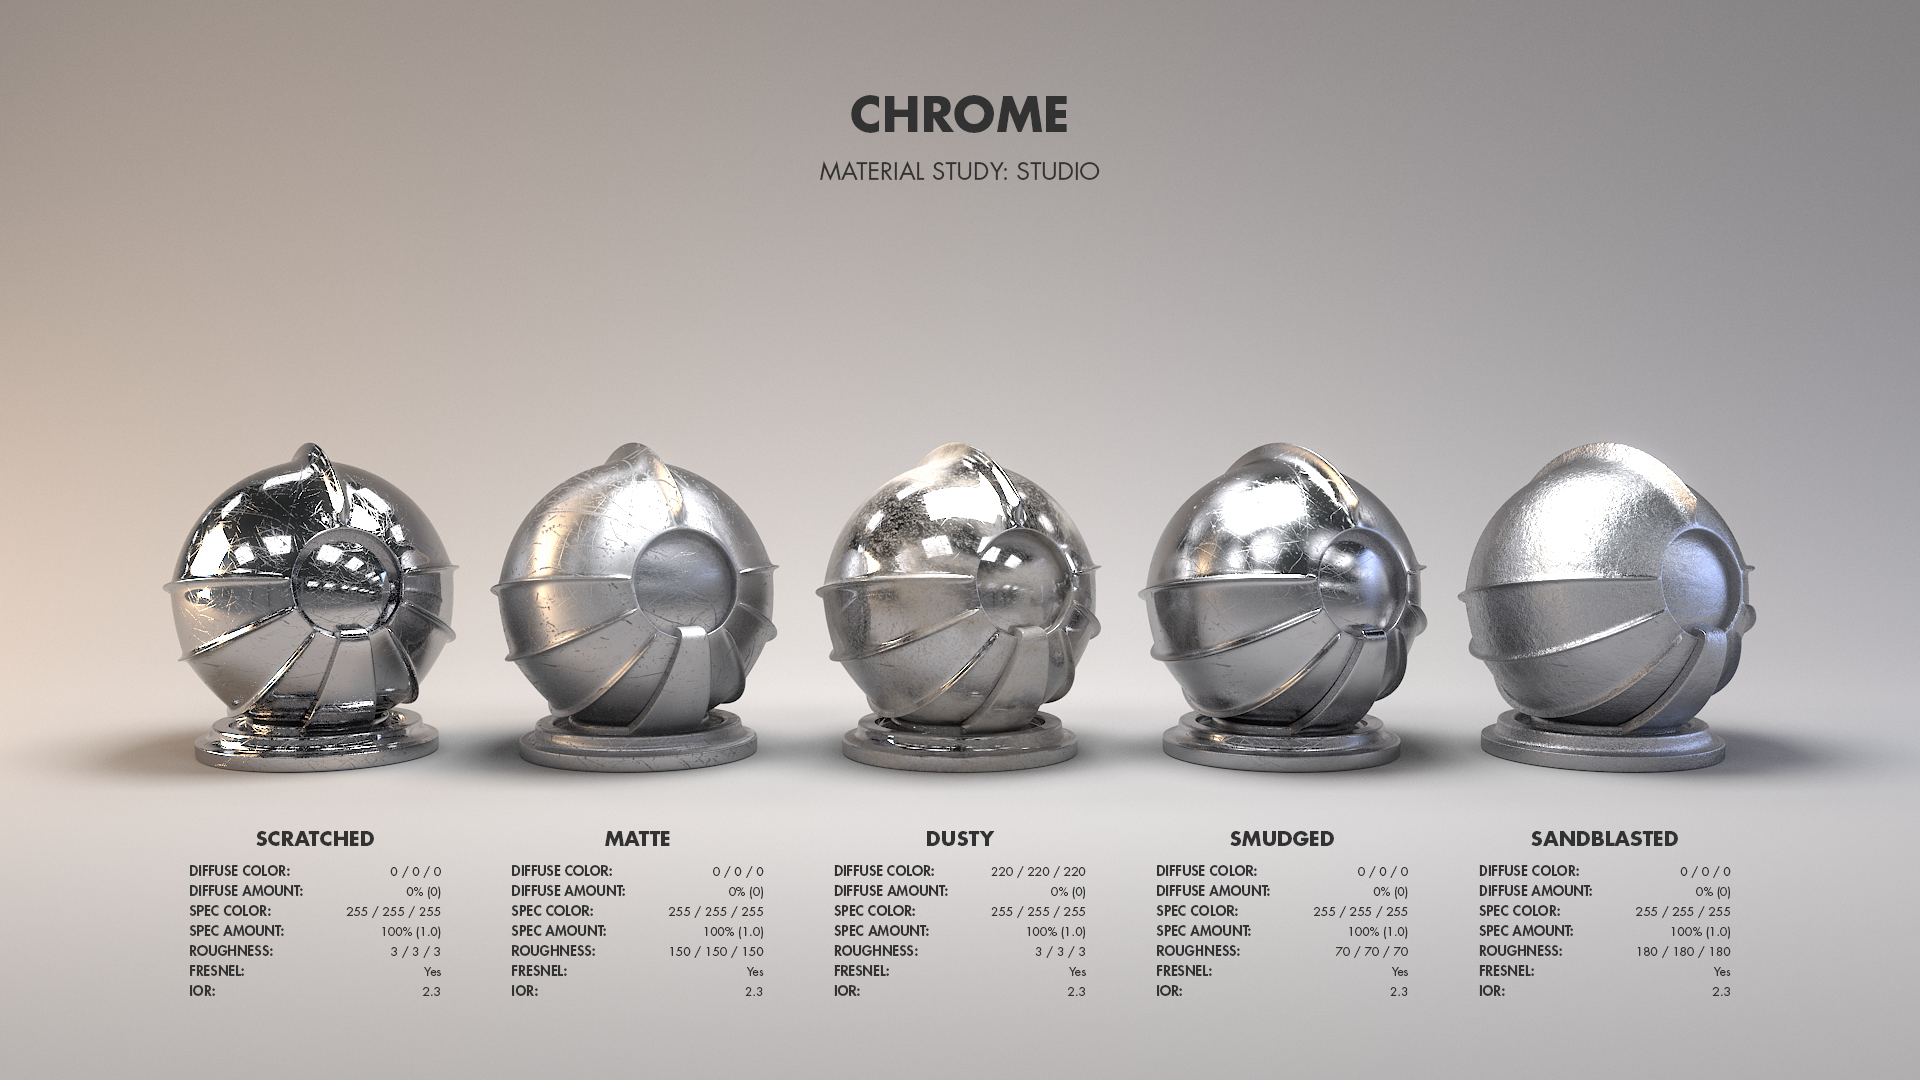 CHROME
MATERIAL STUDY: STUDIO
SCRATCHED
DIFFUSE COLOR: 0 / 0 / 0
DIFFUSE AMOUNT: 0% (0)
SPEC COLOR: 255 / 255 / 255
SPEC AMOUNT: 100% (1.0)
ROUGHNESS: 3 / 3 / 3
FRESNEL: Yes
IOR: 2.3
MATTE
DIFFUSE COLOR: 0 / 0 / 0
DIFFUSE AMOUNT: 0% (0)
SPEC COLOR: 255 / 255 / 255
SPEC AMOUNT: 100% (1.0)
ROUGHNESS: 150 / 150 / 150
FRESNEL: Yes
IOR: 2.3
DUSTY
DIFFUSE COLOR: 220 / 220 / 220
DIFFUSE AMOUNT: 0% (0)
SPEC COLOR: 255 / 255 / 255
SPEC AMOUNT: 100% (1.0)
ROUGHNESS: 3 / 3 / 3
FRESNEL: Yes
IOR: 2.3
SMUDGED
DIFFUSE COLOR: 0 / 0 / 0
DIFFUSE AMOUNT: 0% (0)
SPEC COLOR: 255 / 255 / 255
SPEC AMOUNT: 100% (1.0)
ROUGHNESS: 70 / 70 / 70
FRESNEL: Yes
IOR: 2.3
SANDBLASTED
DIFFUSE COLOR: 0 / 0 / 0
DIFFUSE AMOUNT: 0% (0)
SPEC COLOR: 255 / 255 / 255
SPEC AMOUNT: 100% (1.0)
ROUGHNESS: 180 / 180 / 180
FRESNEL: Yes
IOR: 2.3